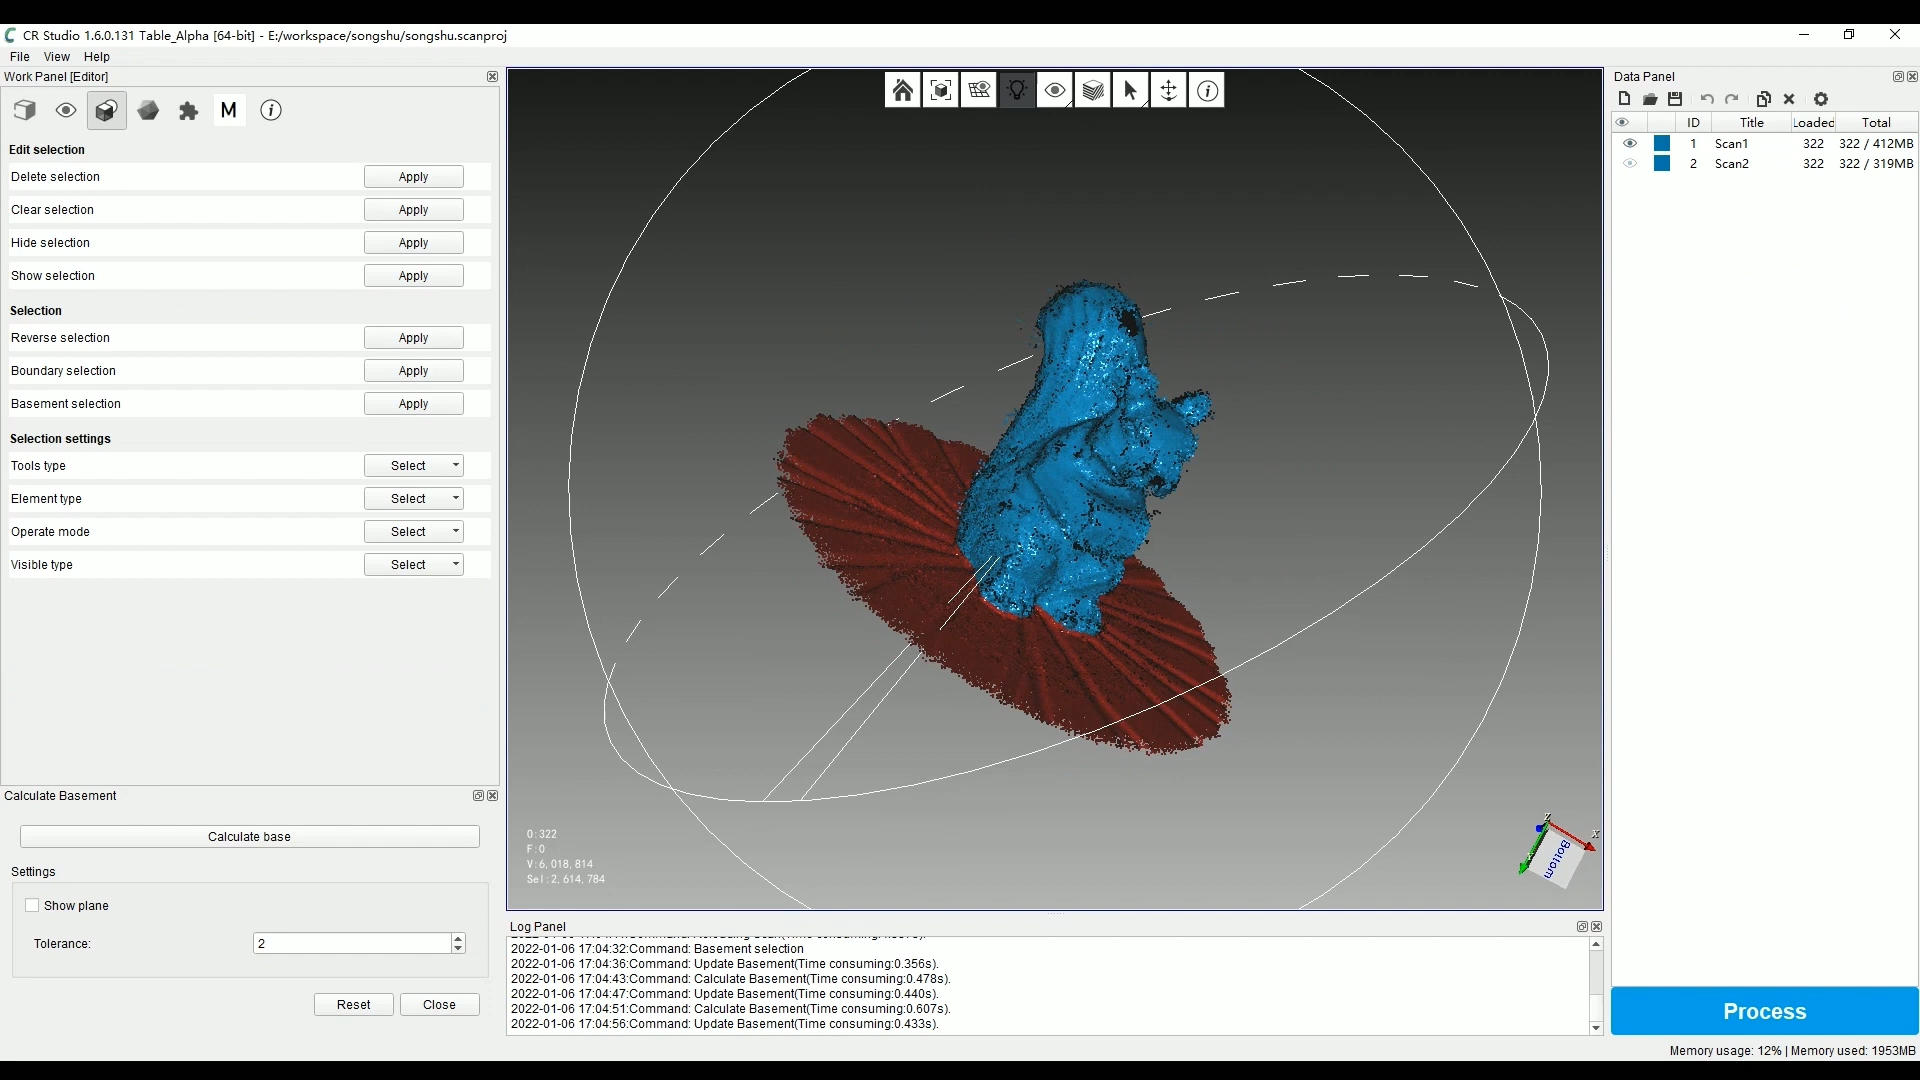 CR Studio 1.6.0.131 Table_Alpha [64-bit] - E:/workspace/songshu/songshu.scanproj
File View Help
Work Panel [Editor]
M
Edit selection
Delete selection Apply
Clear selection Apply
Hide selection Apply
Show selection Apply
Selection
Reverse selection Apply
Boundary selection Apply
Basement selection Apply
Selection settings
Tools type Select
Element type Select
Operate mode Select
Visible type Select
Calculate Basement
Calculate base
Settings
Show plane
Tolerance: 2
Reset Close
O:322
F:0
V:6,018,814
Sel:2,614,784
Z
X
Bottom
Log Panel
2022-01-06 17:04:32:Command: Basement selection
2022-01-06 17:04:36:Command: Update Basement(Time consuming:0.356s).
2022-01-06 17:04:43:Command: Calculate Basement(Time consuming:0.478s).
2022-01-06 17:04:47:Command: Update Basement(Time consuming:0.440s).
2022-01-06 17:04:51:Command: Calculate Basement(Time consuming:0.607s).
2022-01-06 17:04:56:Command: Update Basement(Time consuming:0.433s).
Data Panel
ID Title Loaded Total
1 Scan1 322 322 / 412MB
2 Scan2 322 322 / 319MB
Process
Memory usage: 12% | Memory used: 1953MB